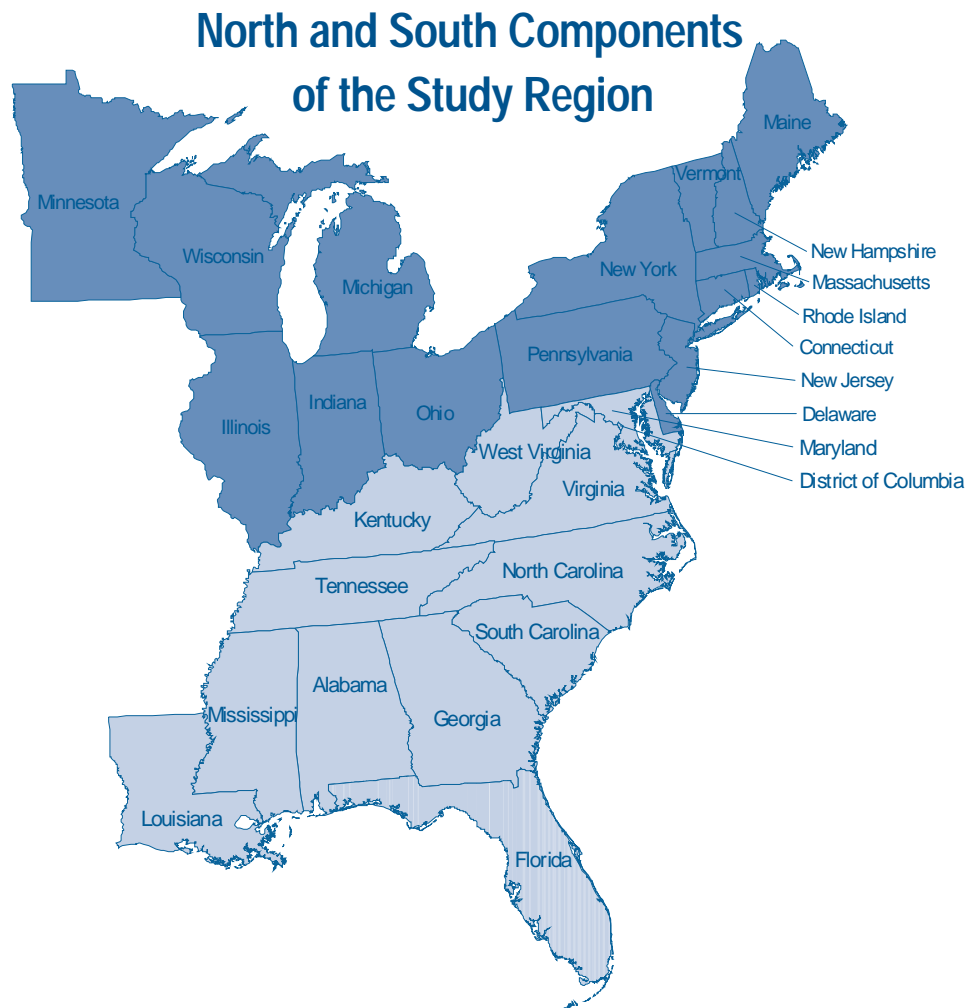 North and South Components
of the Study Region
Maine
Vermont
Minnesota
New Hampshire
Wisconsin
New York
Massachusetts
Michigan
Rhode Island
Connecticut
Pennsylvania
New Jersey
Indiana
Ohio
Delaware
Illinois
Maryland
West Virginia
District of Columbia
Virginia
Kentucky
North Carolina
Tennessee
South Carolina
Alabama
Mississippi
Georgia
Louisiana
Florida